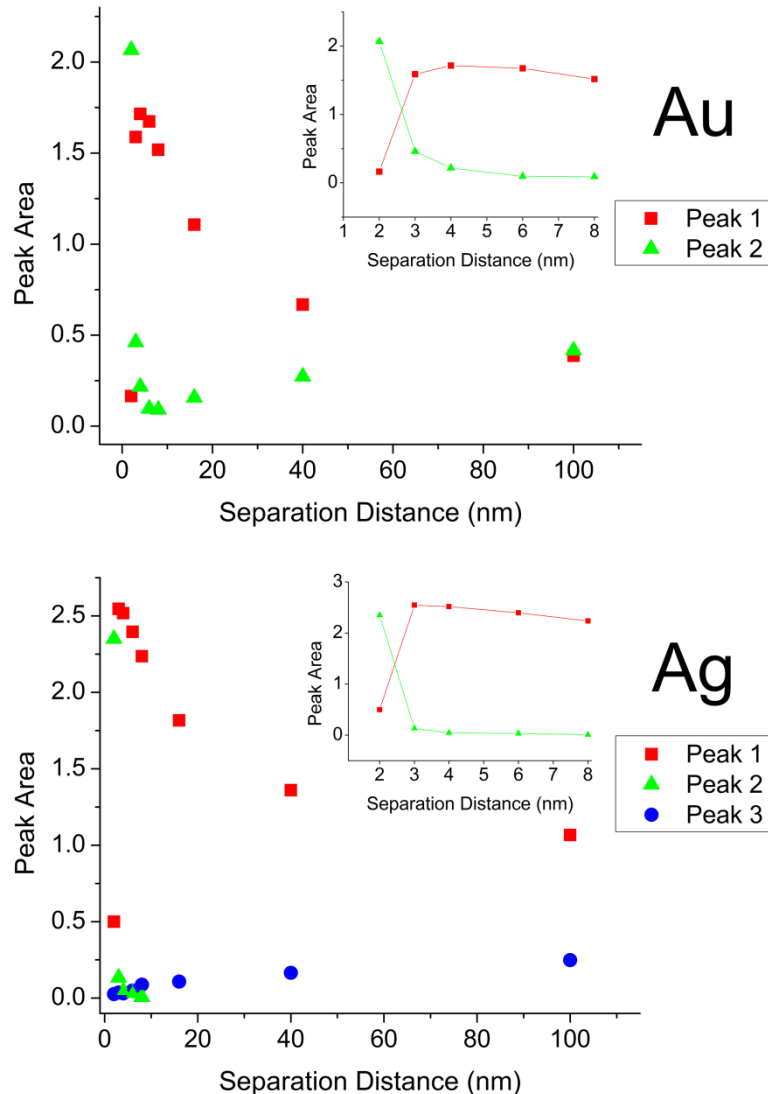 Au
Peak Area
2.0
1.5
1.0
0.5
0.0
0 20 40 60 80 100
Separation Distance (nm)
Peak Area
2
1
0
1 2 3 4 5 6 7 8
Separation Distance (nm)
Peak 1
Peak 2
Ag
Peak Area
2.5
2.0
1.5
1.0
0.5
0.0
0 20 40 60 80 100
Separation Distance (nm)
Peak Area
3
2
1
0
2 3 4 5 6 7 8
Separation Distance (nm)
Peak 1
Peak 2
Peak 3